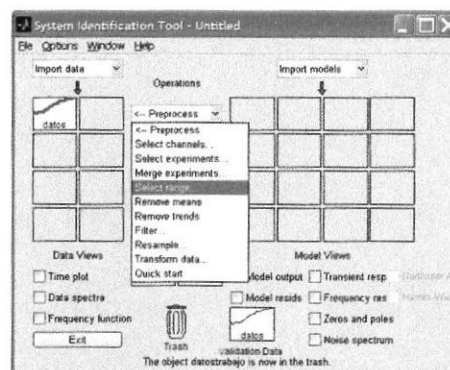 System Identification Tool - Untitled
File Options Window Help
Import data
Operations
Import models
<-- Preprocess
datos
<-- Preprocess
Select channels...
Select experiments...
Merge experiments...
Select range...
Remove means
Remove trends
Filter...
Resample...
Transform data...
Quick start
Data Views
Model Views
Time plot
Model output
Transient resp
Data spectra
Model resids
Frequency resp
Frequency function
Zeros and poles
datos
Noise spectrum
Exit
Trash
Validation Data
The object datostrabajo is now in the trash.